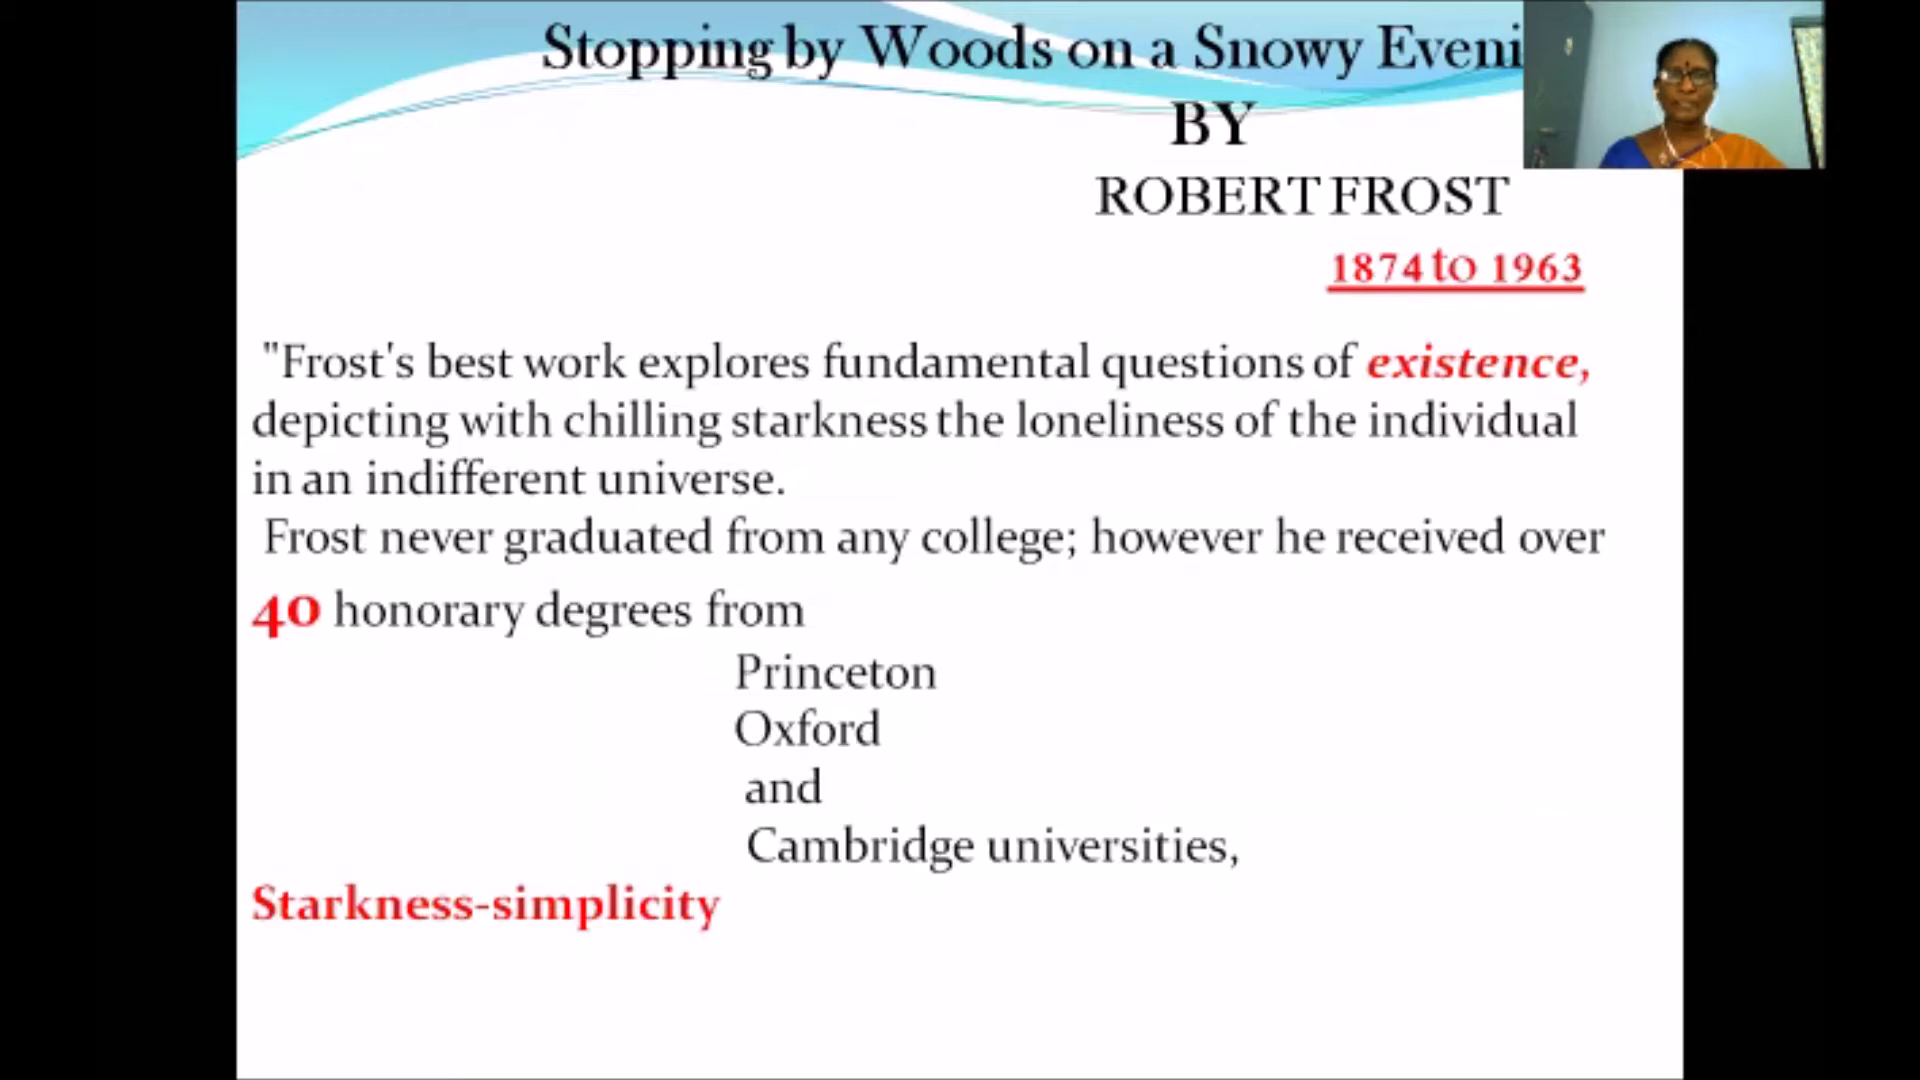 Stopping by Woods on a Snowy Eveni
BY
ROBERT FROST
1874 to 1963
"Frost's best work explores fundamental questions of existence,
depicting with chilling starkness the loneliness of the individual
in an indifferent universe.
Frost never graduated from any college; however he received over
40 honorary degrees from
Princeton
Oxford
and
Cambridge universities,
Starkness-simplicity